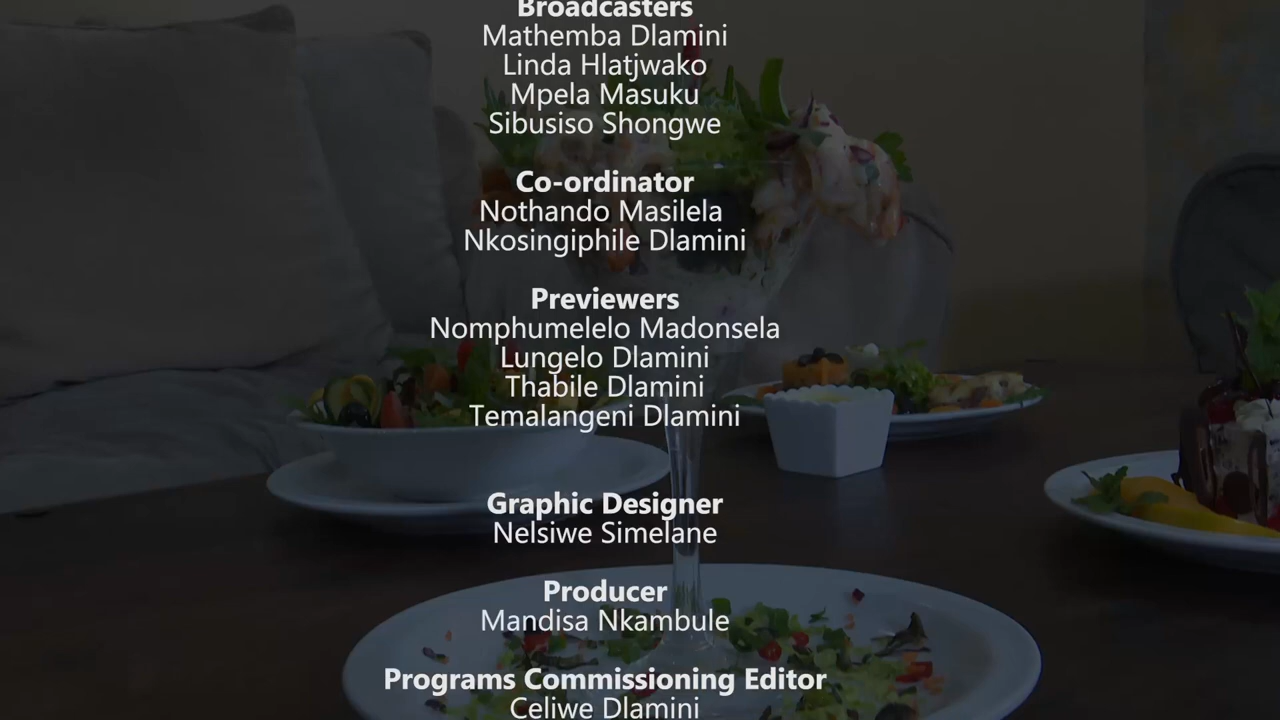 Broadcasters
Mathemba Dlamini
Linda Hlatjwako
Mpela Masuku
Sibusiso Shongwe
Co-ordinator
Nothando Masilela
Nkosingiphile Dlamini
Previewers
Nomphumelelo Madonsela
Lungelo Dlamini
Thabile Dlamini
Temalangeni Dlamini
Graphic Designer
Nelsiwe Simelane
Producer
Mandisa Nkambule
Programs Commissioning Editor
Celiwe Dlamini